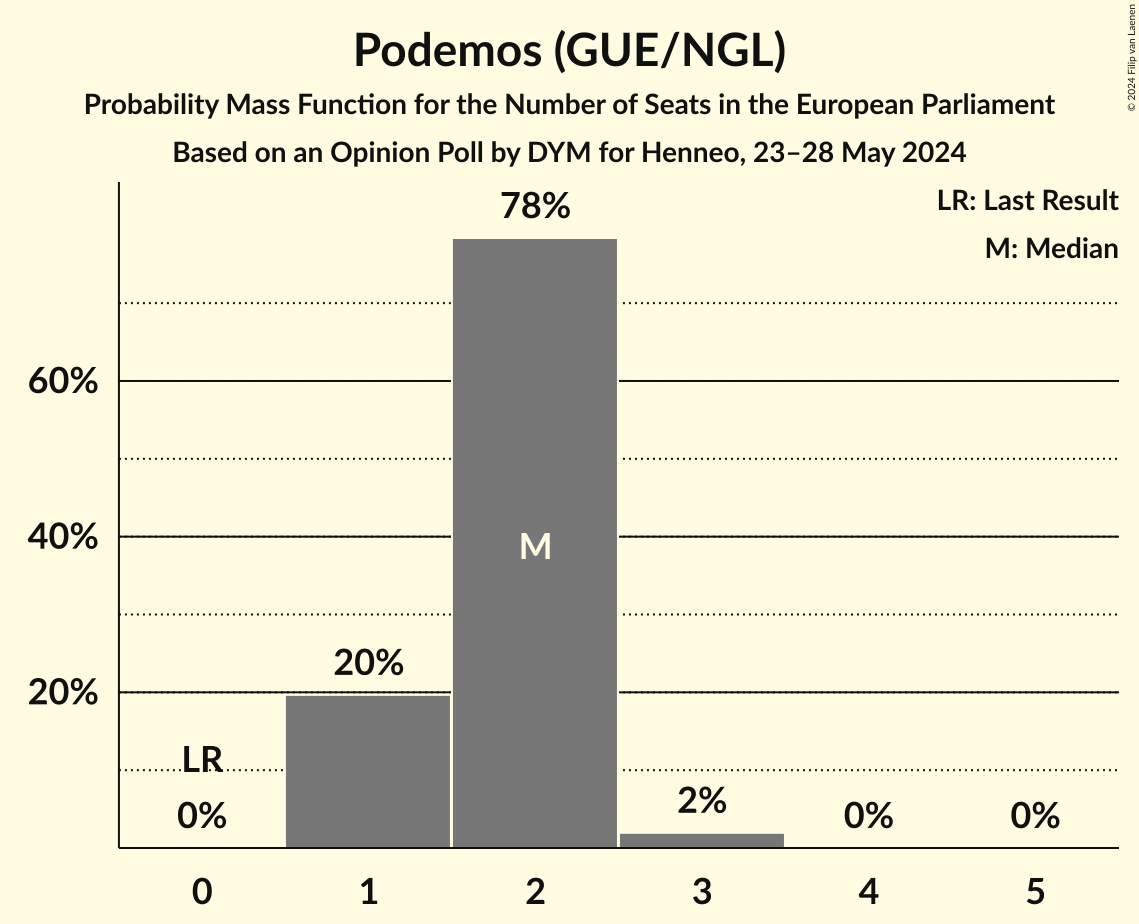 Podemos (GUE/NGL)
Probability Mass Function for the Number of Seats in the European Parliament
Based on an Opinion Poll by DYM for Henneo, 23–28 May 2024
© 2024 Filip van Laenen
LR: Last Result
M: Median
78%
60%
40%
M
20%
20%
LR
0%
2%
0%
0%
0
1
2
3
4
5